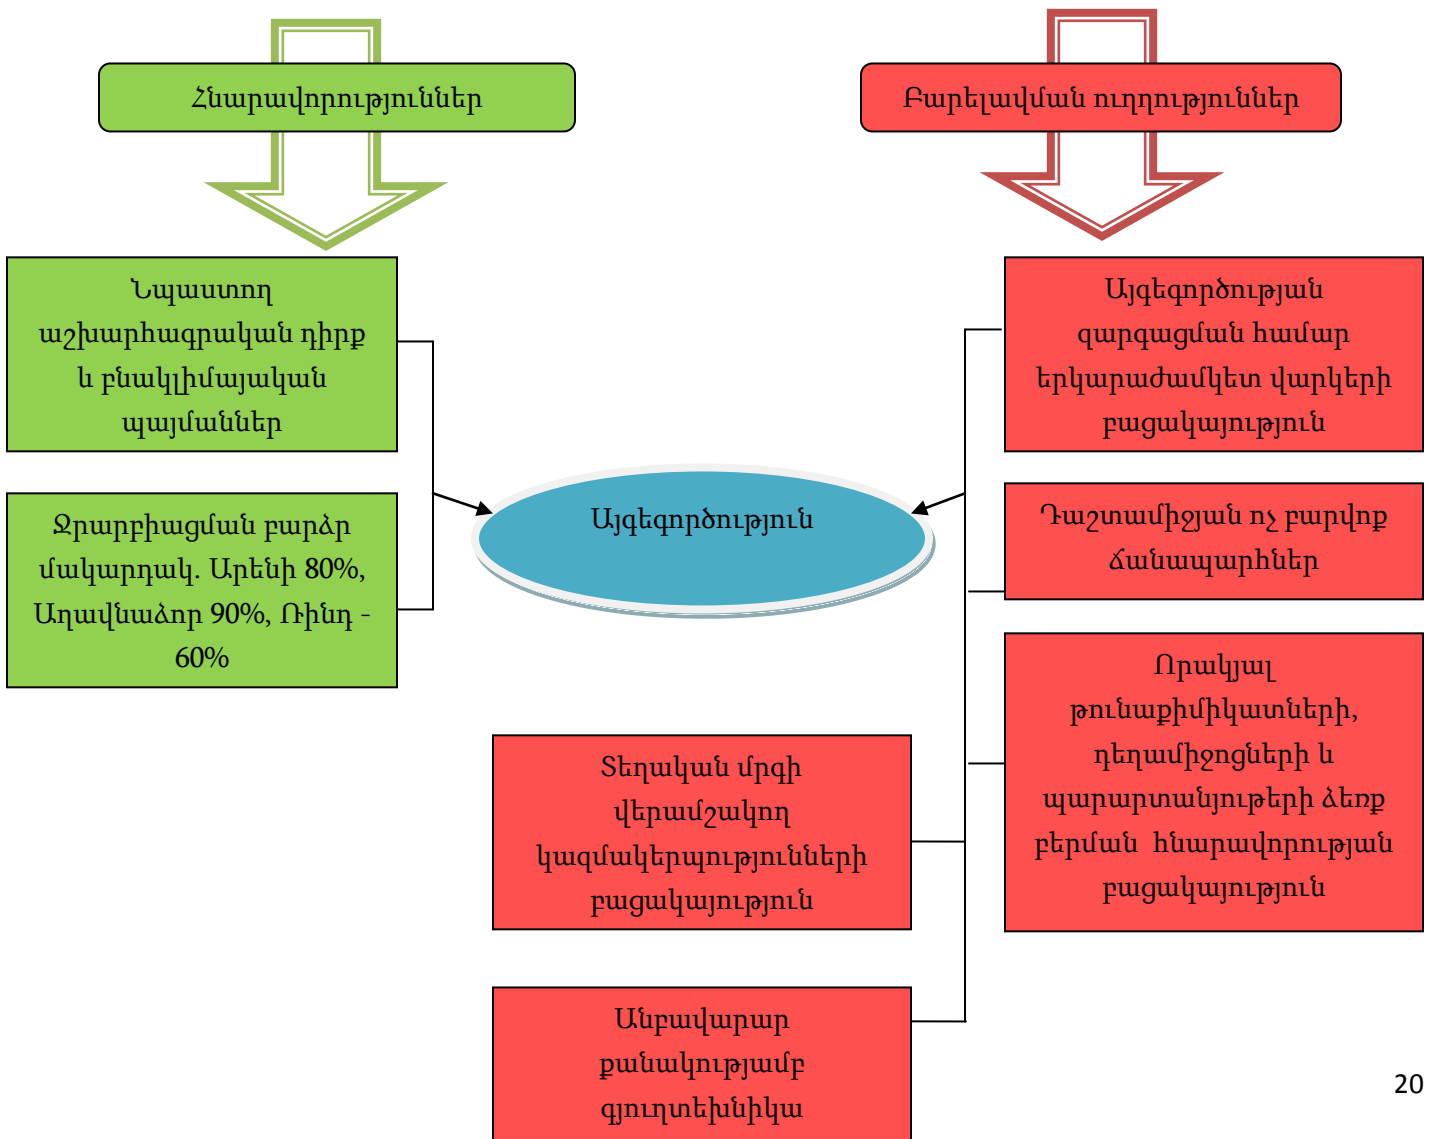 Հնարավորություններ
Բարելավման ուղղություններ
Նպաստող
աշխարհագրական դիրք
և բնակլիմայական
պայմաններ
Ջրարբիացման բարձր
մակարդակ. Արենի 80%,
Աղավնաձոր 90%, Ռինդ -
60%
Այգեգործություն
Այգեգործության
զարգացման համար
երկարաժամկետ վարկերի
բացակայություն
Դաշտամիջյան ոչ բարվոք
ճանապարհներ
Որակյալ
թունաքիմիկատների,
դեղամիջոցների և
պարարտանյութերի ձեռք
բերման  հնարավորության
բացակայություն
Տեղական մրգի
վերամշակող
կազմակերպությունների
բացակայություն
Անբավարար
քանակությամբ
գյուղտեխնիկա
20